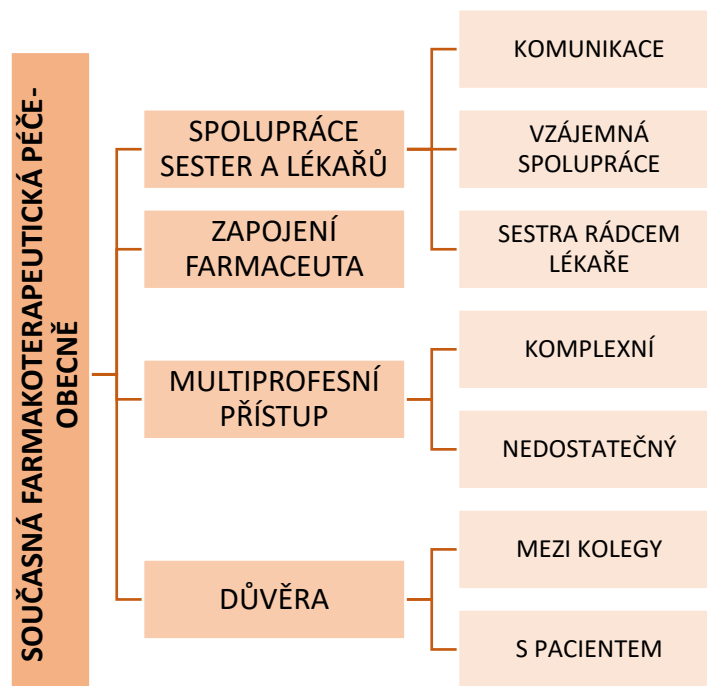 SOUČASNÁ FARMAKOTERAPEUTICKÁ PÉČE-
OBECNĚ
SPOLUPRÁCE
SESTER A LÉKAŘŮ
KOMUNIKACE
VZÁJEMNÁ
SPOLUPRÁCE
SESTRA RÁDCEM
LÉKAŘE
ZAPOJENÍ
FARMACEUTA
MULTIPROFESNÍ
PŘÍSTUP
KOMPLEXNÍ
NEDOSTATEČNÝ
DŮVĚRA
MEZI KOLEGY
S PACIENTEM